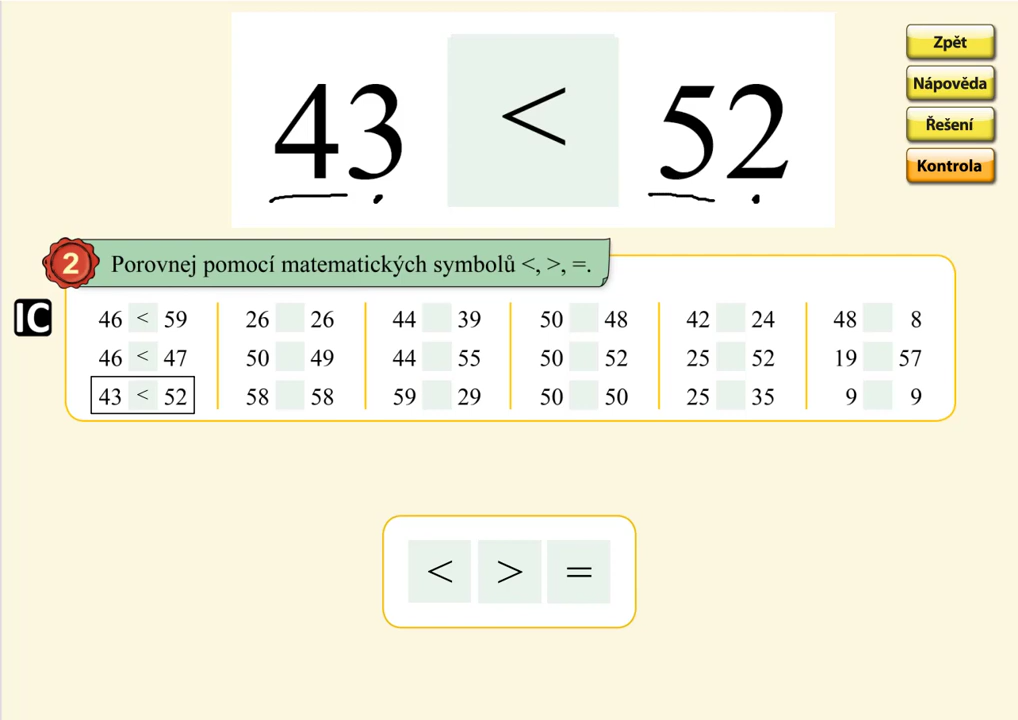 43 < 52
Zpět
Nápověda
Řešení
Kontrola
2 Porovnej pomocí matematických symbolů <, >, =.
IC
46 < 59 26 26 44 39 50 48 42 24 48 8
46 < 47 50 49 44 55 50 52 25 52 19 57
43 < 52 58 58 59 29 50 50 25 35 9 9
< > =